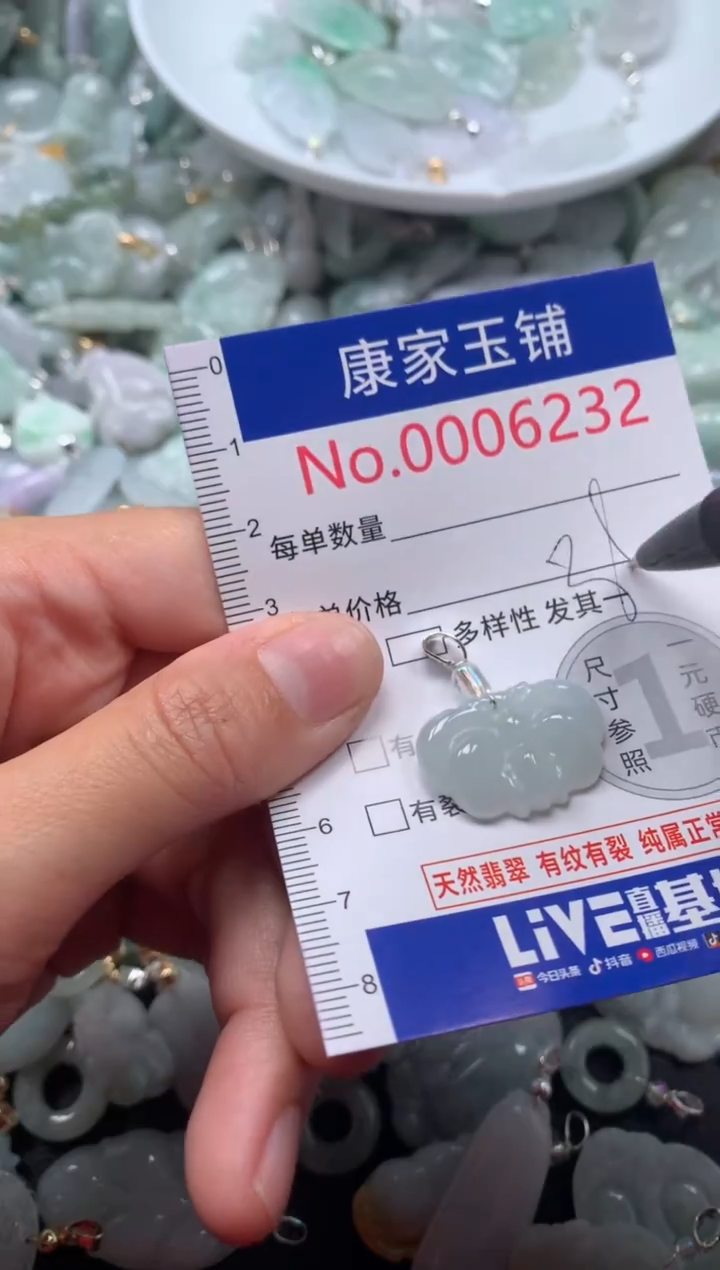 康家玉铺
No.0006232
0
1
每单数量
2
单价格
3
多样性 发其一
尺寸参照
1
一元硬
有
有裂
6
天然翡翠 有纹有裂 纯属正常
7
LiVE直播基
8
今日头条 抖音 西瓜视频